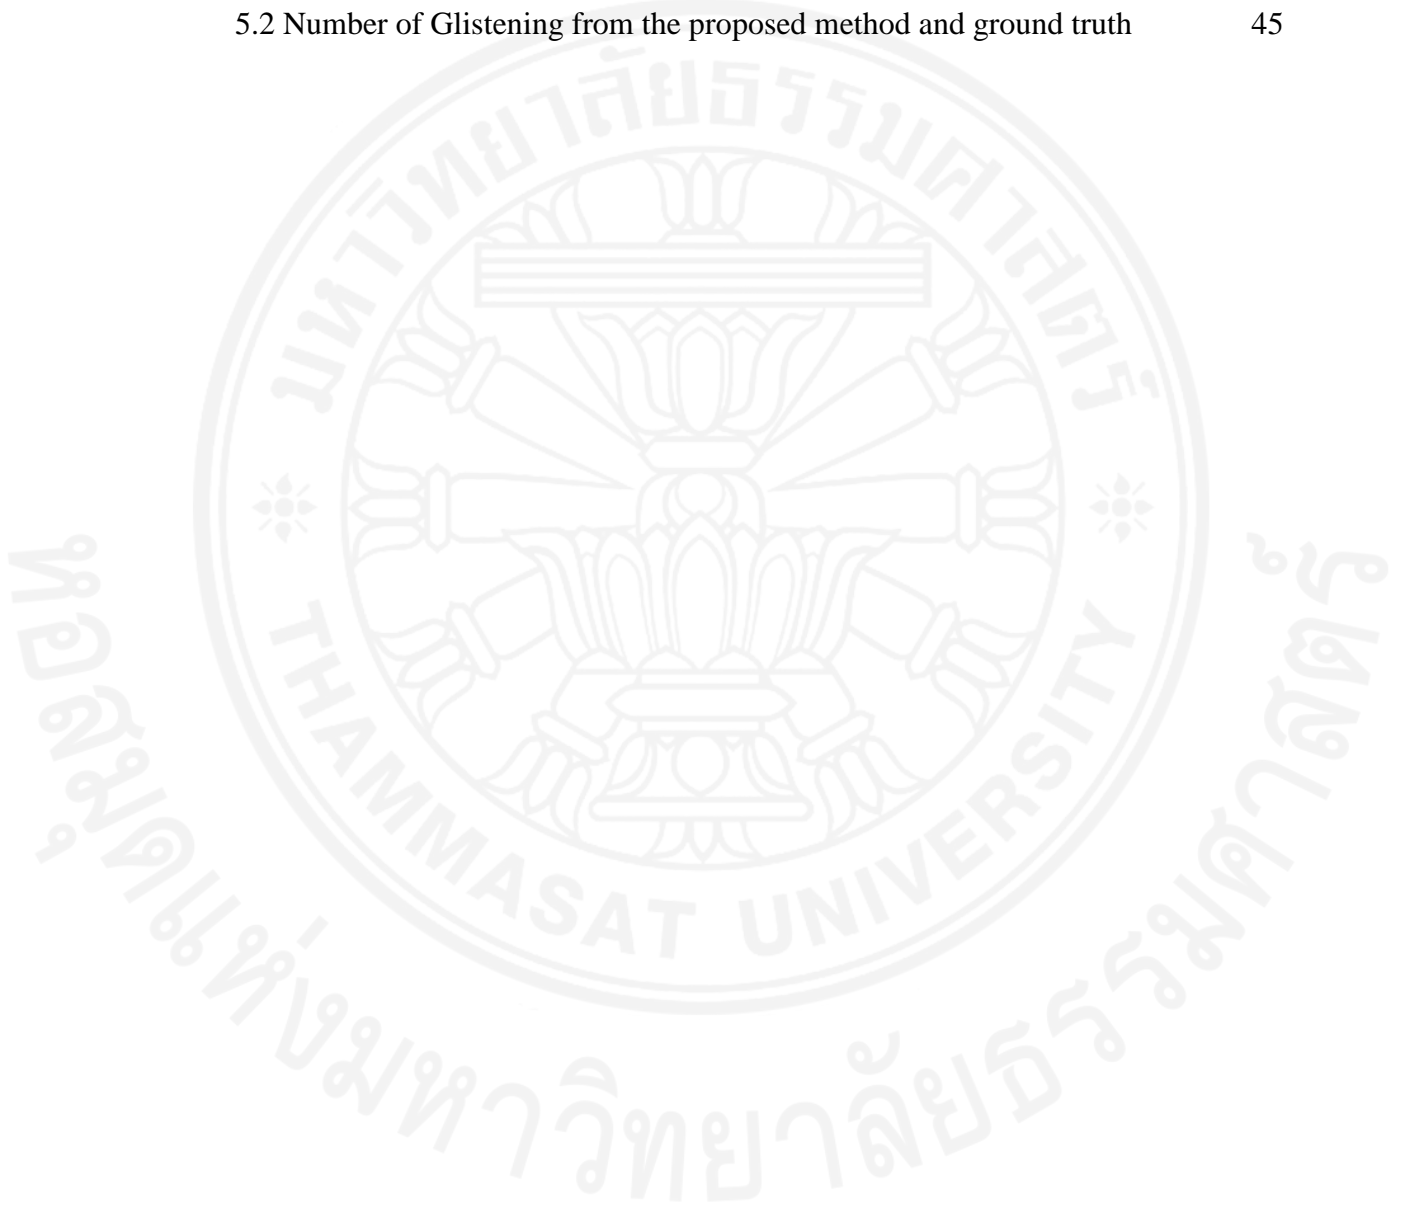 5.2 Number of Glistening from the proposed method and ground truth 45
มหาวิทยาลัยธรรมศาสตร์
THAMMASAT UNIVERSITY
หอสมุดแห่งมหาวิทยาลัยธรรมศาสตร์